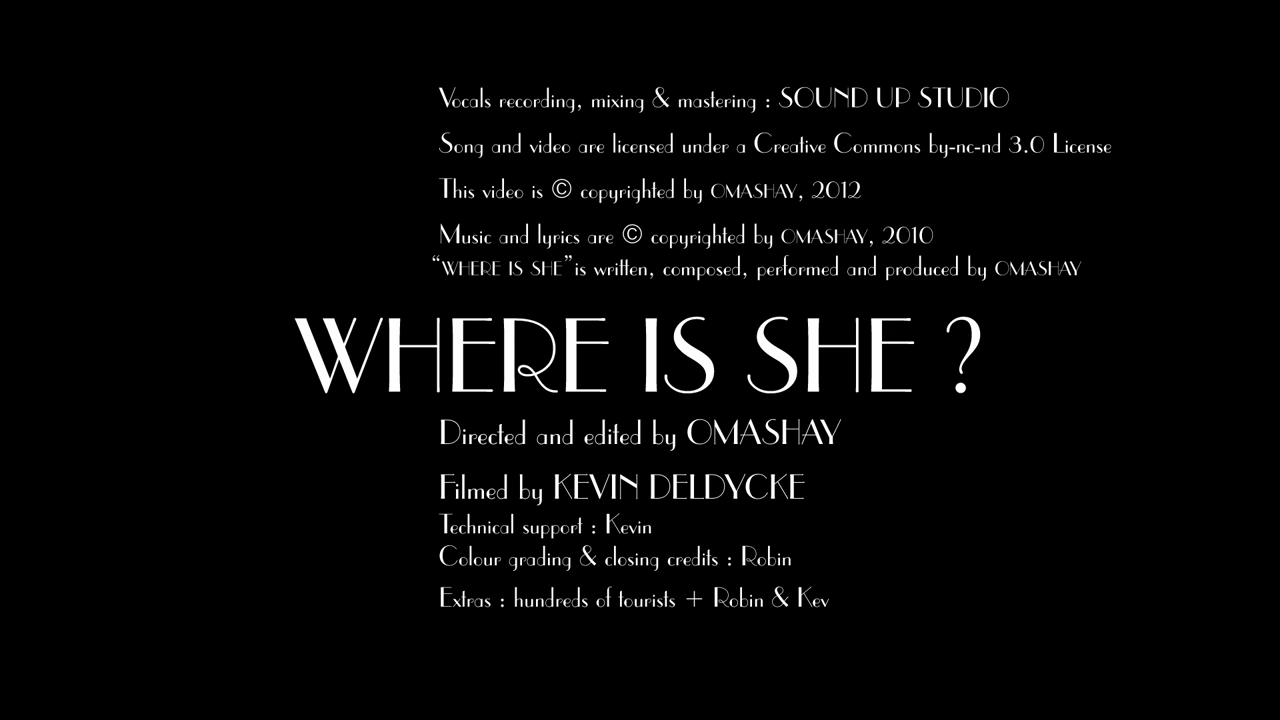 Vocals recording, mixing & mastering : SOUND UP STUDIO
Song and video are licensed under a Creative Commons by-nc-nd 3.0 License
This video is © copyrighted by OMASHAY, 2012
Music and lyrics are © copyrighted by OMASHAY, 2010
“WHERE IS SHE” is written, composed, performed and produced by OMASHAY
WHERE IS SHE ?
Directed and edited by OMASHAY
Filmed by KEVIN DELDYCKE
Technical support : Kevin
Colour grading & closing credits : Robin
Extras : hundreds of tourists + Robin & Kev